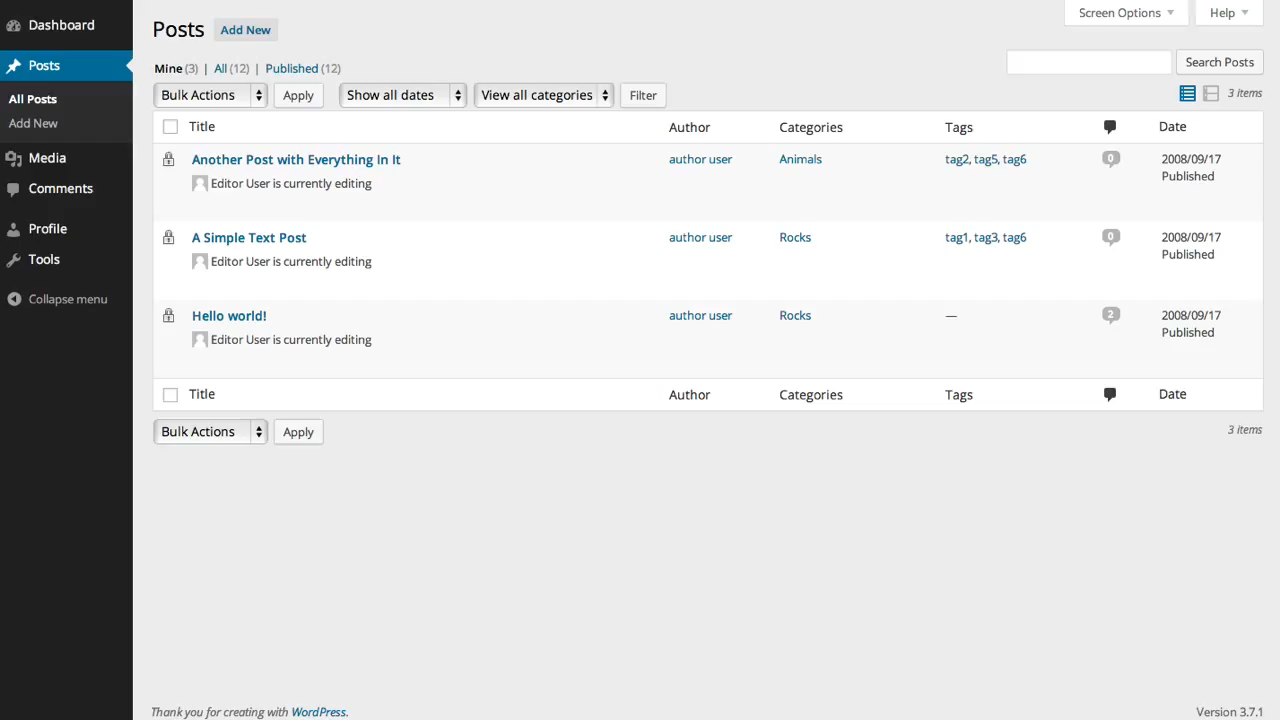 Dashboard
Posts
All Posts
Add New
Media
Comments
Profile
Tools
Collapse menu
Posts Add New
Screen Options Help
Mine (3) | All (12) | Published (12)
Search Posts
Bulk Actions Apply Show all dates View all categories Filter
3 items
Title Author Categories Tags Date
Another Post with Everything In It author user Animals tag2, tag5, tag6 0 2008/09/17
Editor User is currently editing Published
A Simple Text Post author user Rocks tag1, tag3, tag6 0 2008/09/17
Editor User is currently editing Published
Hello world! author user Rocks — 2 2008/09/17
Editor User is currently editing Published
Title Author Categories Tags Date
Bulk Actions Apply 3 items
Thank you for creating with WordPress. Version 3.7.1